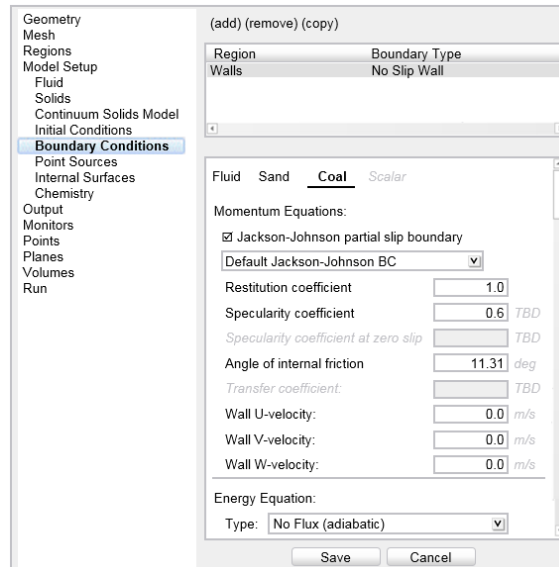 Geometry
Mesh
Regions
Model Setup
Fluid
Solids
Continuum Solids Model
Initial Conditions
Boundary Conditions
Point Sources
Internal Surfaces
Chemistry
Output
Monitors
Points
Planes
Volumes
Run
(add) (remove) (copy)
Region Boundary Type
Walls No Slip Wall
Fluid Sand Coal Scalar
Momentum Equations:
Jackson-Johnson partial slip boundary
Default Jackson-Johnson BC
Restitution coefficient 1.0
Specularity coefficient 0.6 TBD
Specularity coefficient at zero slip TBD
Angle of internal friction 11.31 deg
Transfer coefficient: TBD
Wall U-velocity: 0.0 m/s
Wall V-velocity: 0.0 m/s
Wall W-velocity: 0.0 m/s
Energy Equation:
Type: No Flux (adiabatic)
Save Cancel